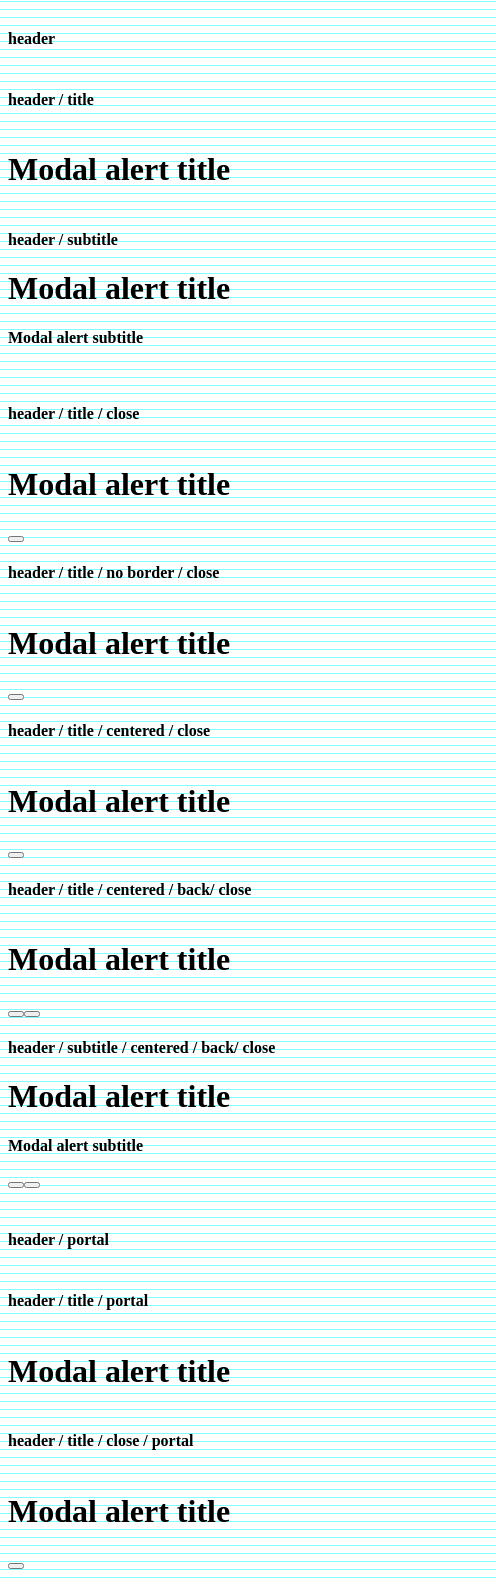 header
header / title
Modal alert title
header / subtitle
Modal alert title
Modal alert subtitle
header / title / close
Modal alert title
header / title / no border / close
Modal alert title
header / title / centered / close
Modal alert title
header / title / centered / back/ close
Modal alert title
header / subtitle / centered / back/ close
Modal alert title
Modal alert subtitle
header / portal
header / title / portal
Modal alert title
header / title / close / portal
Modal alert title